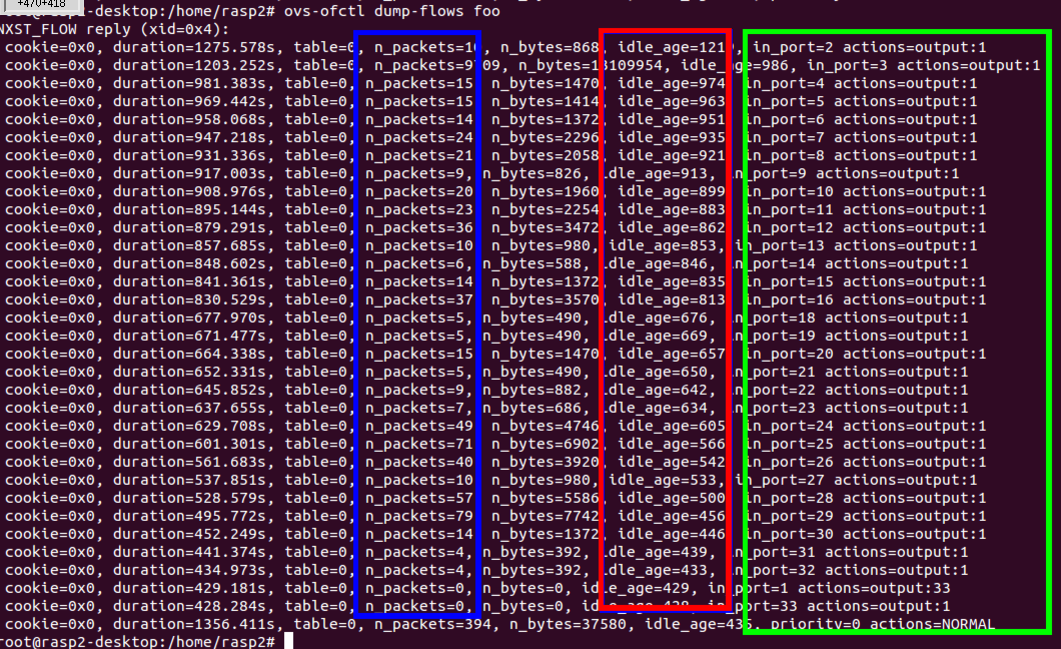 +470+418
root@rasp2-desktop:/home/rasp2# ovs-ofctl dump-flows foo
NXST_FLOW reply (xid=0x4):
cookie=0x0, duration=1275.578s, table=0, n_bytes=868, in_port=2 actions=output:1
cookie=0x0, duration=1203.252s, table=0, n_bytes=13109954, idle_age=986, in_port=3 actions=output:1
cookie=0x0, duration=981.383s, table=0, n_packets=15, n_bytes=1470, idle_age=974, in_port=4 actions=output:1
cookie=0x0, duration=969.442s, table=0, n_packets=15, n_bytes=1414, idle_age=963, in_port=5 actions=output:1
cookie=0x0, duration=958.068s, table=0, n_packets=14, n_bytes=1372, idle_age=951, in_port=6 actions=output:1
cookie=0x0, duration=947.218s, table=0, n_packets=24, n_bytes=2296, idle_age=935, in_port=7 actions=output:1
cookie=0x0, duration=931.336s, table=0, n_packets=21, n_bytes=2058, idle_age=921, in_port=8 actions=output:1
cookie=0x0, duration=917.003s, table=0, n_packets=9, n_bytes=826, idle_age=913, in_port=9 actions=output:1
cookie=0x0, duration=908.976s, table=0, n_packets=20, n_bytes=1960, idle_age=899, in_port=10 actions=output:1
cookie=0x0, duration=895.144s, table=0, n_packets=23, n_bytes=2254, idle_age=883, in_port=11 actions=output:1
cookie=0x0, duration=879.291s, table=0, n_packets=36, n_bytes=3472, idle_age=862, in_port=12 actions=output:1
cookie=0x0, duration=857.685s, table=0, n_packets=10, n_bytes=980, idle_age=853, in_port=13 actions=output:1
cookie=0x0, duration=848.602s, table=0, n_packets=6, n_bytes=588, idle_age=846, in_port=14 actions=output:1
cookie=0x0, duration=841.361s, table=0, n_packets=14, n_bytes=1372, idle_age=835, in_port=15 actions=output:1
cookie=0x0, duration=830.529s, table=0, n_packets=37, n_bytes=3570, idle_age=813, in_port=16 actions=output:1
cookie=0x0, duration=677.970s, table=0, n_packets=5, n_bytes=490, idle_age=676, in_port=18 actions=output:1
cookie=0x0, duration=671.477s, table=0, n_packets=5, n_bytes=490, idle_age=669, in_port=19 actions=output:1
cookie=0x0, duration=664.338s, table=0, n_packets=15, n_bytes=1470, idle_age=657, in_port=20 actions=output:1
cookie=0x0, duration=652.331s, table=0, n_packets=5, n_bytes=490, idle_age=650, in_port=21 actions=output:1
cookie=0x0, duration=645.852s, table=0, n_packets=9, n_bytes=882, idle_age=642, in_port=22 actions=output:1
cookie=0x0, duration=637.655s, table=0, n_packets=7, n_bytes=686, idle_age=634, in_port=23 actions=output:1
cookie=0x0, duration=629.708s, table=0, n_packets=49, n_bytes=4746, idle_age=605, in_port=24 actions=output:1
cookie=0x0, duration=601.301s, table=0, n_packets=71, n_bytes=6902, idle_age=566, in_port=25 actions=output:1
cookie=0x0, duration=561.683s, table=0, n_packets=40, n_bytes=3920, idle_age=542, in_port=26 actions=output:1
cookie=0x0, duration=537.851s, table=0, n_packets=10, n_bytes=980, idle_age=533, in_port=27 actions=output:1
cookie=0x0, duration=528.579s, table=0, n_packets=57, n_bytes=5586, idle_age=500, in_port=28 actions=output:1
cookie=0x0, duration=495.772s, table=0, n_packets=79, n_bytes=7742, idle_age=456, in_port=29 actions=output:1
cookie=0x0, duration=452.249s, table=0, n_packets=14, n_bytes=1372, idle_age=446, in_port=30 actions=output:1
cookie=0x0, duration=441.374s, table=0, n_packets=4, n_bytes=392, idle_age=439, in_port=31 actions=output:1
cookie=0x0, duration=434.973s, table=0, n_packets=4, n_bytes=392, idle_age=433, in_port=32 actions=output:1
cookie=0x0, duration=429.181s, table=0, n_packets=0, n_bytes=0, idle_age=429, in_port=1 actions=output:33
cookie=0x0, duration=428.284s, table=0, n_packets=0, n_bytes=0, idle_age=428, in_port=33 actions=output:1
cookie=0x0, duration=1356.411s, table=0, n_packets=394, n_bytes=37580, idle_age=435, priority=0 actions=NORMAL
root@rasp2-desktop:/home/rasp2#